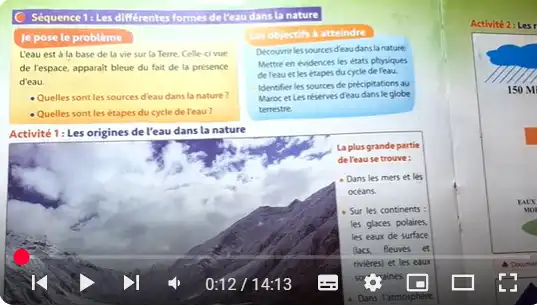 Séquence 1 : Les différentes formes de l'eau dans la nature
Je pose le problème
L'eau est à la base de la vie sur la Terre. Celle-ci vue
de l'espace, apparaît bleue du fait de la présence
d'eau.
• Quelles sont les sources d'eau dans la nature ?
• Quelles sont les étapes du cycle de l'eau ?
Les objectifs à atteindre
Découvrir les sources d'eau dans la nature.
Mettre en évidences les états physiques
de l'eau et les étapes du cycle de l'eau.
Identifier les sources de précipitations au
Maroc et Les réserves d'eau dans le globe
terrestre.
Activité 1 : Les origines de l'eau dans la nature
La plus grande partie
de l'eau se trouve :
• Dans les mers et les
océans.
• Sur les continents :
les glaces polaires,
les eaux de surface
(lacs, fleuves et
rivières) et les eaux
• Dans l'atmosphère
Activité 2 : Les
150 M
EAUX
0:12 / 14:13